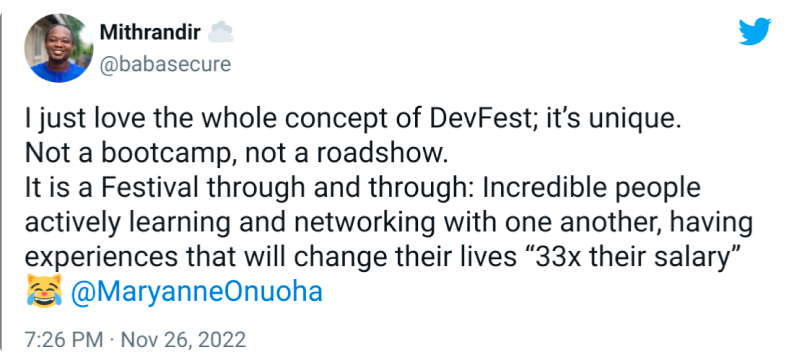 Mithrandir ☁️
@babasecure
I just love the whole concept of DevFest; it’s unique.
Not a bootcamp, not a roadshow.
It is a Festival through and through: Incredible people
actively learning and networking with one another, having
experiences that will change their lives “33x their salary”
😹 @MaryanneOnuoha
7:26 PM · Nov 26, 2022